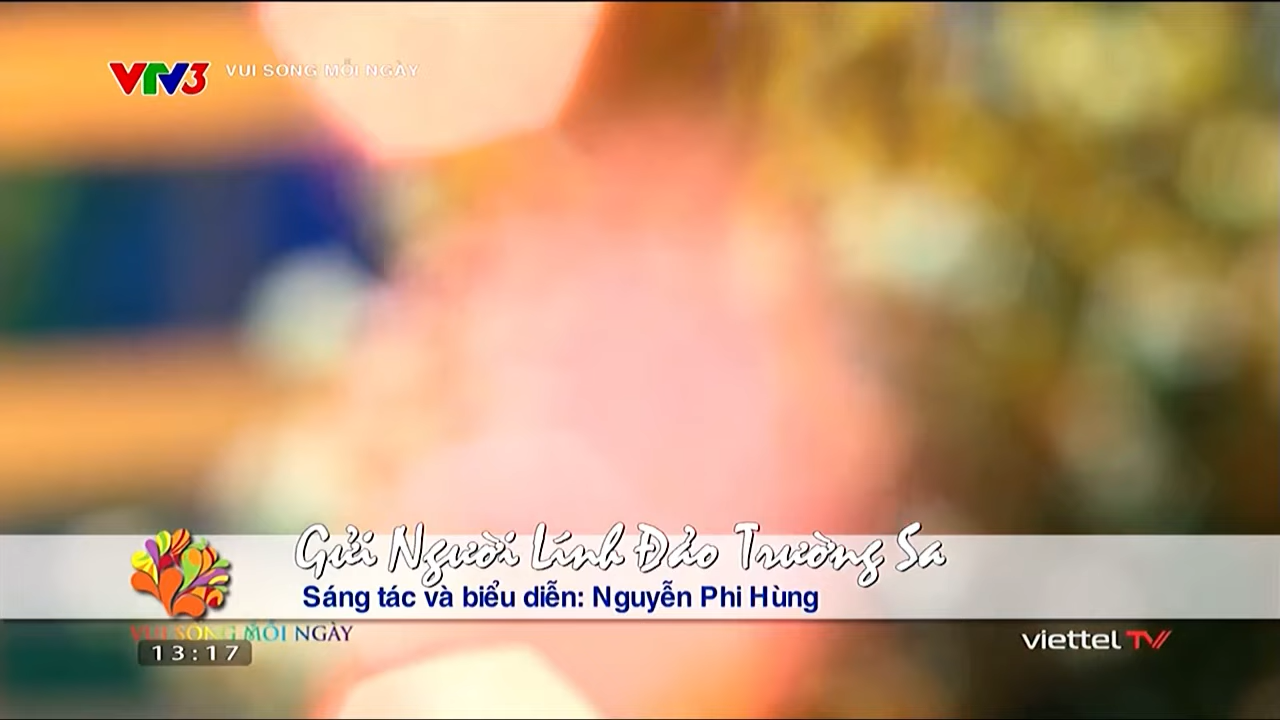 VTV3 VUI SỐNG MỖI NGÀY
Gửi Người Lính Đảo Trường Sa
Sáng tác và biểu diễn: Nguyễn Phi Hùng
VUI SỐNG MỖI NGÀY
13:17
viettel TV